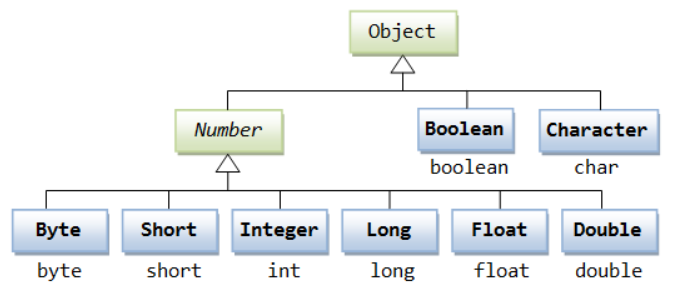 Object
Number Boolean Character
boolean char
Byte Short Integer Long Float Double
byte short int long float double